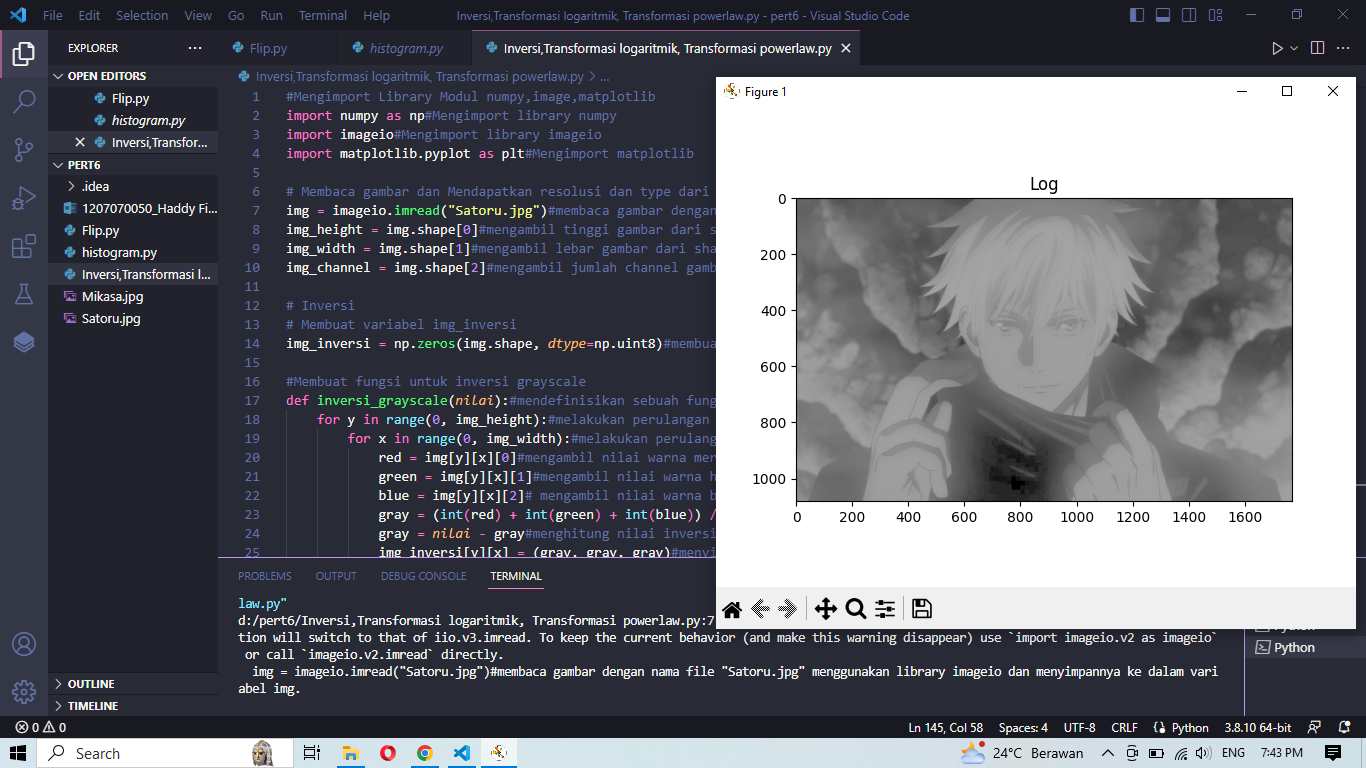 File Edit Selection View Go Run Terminal Help
Inversi,Transformasi logaritmik, Transformasi powerlaw.py - pert6 - Visual Studio Code
EXPLORER
OPEN EDITORS
Flip.py
histogram.py
Inversi,Transfor...
PERT6
.idea
1207070050_Haddy Fi...
Flip.py
histogram.py
Inversi,Transformasi l...
Mikasa.jpg
Satoru.jpg
OUTLINE
TIMELINE
Flip.py histogram.py Inversi,Transformasi logaritmik, Transformasi powerlaw.py
Inversi,Transformasi logaritmik, Transformasi powerlaw.py > ...
1 #Mengimport Library Modul numpy,image,matplotlib
2 import numpy as np#Mengimport library numpy
3 import imageio#Mengimport library imageio
4 import matplotlib.pyplot as plt#Mengimport matplotlib
5
6 # Membaca gambar dan Mendapatkan resolusi dan type dari
7 img = imageio.imread("Satoru.jpg")#membaca gambar dengan
8 img_height = img.shape[0]#mengambil tinggi gambar dari s
9 img_width = img.shape[1]#mengambil lebar gambar dari sha
10 img_channel = img.shape[2]#mengambil jumlah channel gamb
11
12 # Inversi
13 # Membuat variabel img_inversi
14 img_inversi = np.zeros(img.shape, dtype=np.uint8)#membua
15
16 #Membuat fungsi untuk inversi grayscale
17 def inversi_grayscale(nilai):#mendefinisikan sebuah fung
18 for y in range(0, img_height):#melakukan perulangan
19 for x in range(0, img_width):#melakukan perulang
20 red = img[y][x][0]#mengambil nilai warna mer
21 green = img[y][x][1]#mengambil nilai warna h
22 blue = img[y][x][2]# mengambil nilai warna b
23 gray = (int(red) + int(green) + int(blue)) /
24 gray = nilai - gray#menghitung nilai inversi
25 img_inversi[y][x] = (gray, gray, gray)#menyi
Figure 1
Log
0
200
400
600
800
1000
0 200 400 600 800 1000 1200 1400 1600
PROBLEMS OUTPUT DEBUG CONSOLE TERMINAL
law.py"
d:/pert6/Inversi,Transformasi logaritmik, Transformasi powerlaw.py:7
tion will switch to that of iio.v3.imread. To keep the current behavior (and make this warning disappear) use `import imageio.v2 as imageio`
or call `imageio.v2.imread` directly.
img = imageio.imread("Satoru.jpg")#membaca gambar dengan nama file "Satoru.jpg" menggunakan library imageio dan menyimpannya ke dalam vari
abel img.
Python
Python
0 0
Ln 145, Col 58 Spaces: 4 UTF-8 CRLF Python 3.8.10 64-bit
Search
24°C Berawan ENG 7:43 PM